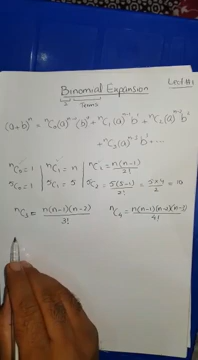 Binomial Expansion Lect #1
2 Terms
(a+b)ⁿ = ⁿC₀(a)ⁿ⁻⁰(b)⁰ + ⁿC₁(a)ⁿ⁻¹b¹ + ⁿC₂(a)ⁿ⁻²b²
+ ⁿC₃(a)ⁿ⁻³b³ + ...
ⁿC₀ = 1 | ⁿC₁ = n | ⁿC₂ = n(n-1)/2!
⁵C₀ = 1 | ⁵C₁ = 5 | ⁵C₂ = 5(5-1)/2! = 5×4/2 = 10
ⁿC₃ = n(n-1)(n-2)/3! ⁿC₄ = n(n-1)(n-2)(n-3)/4!